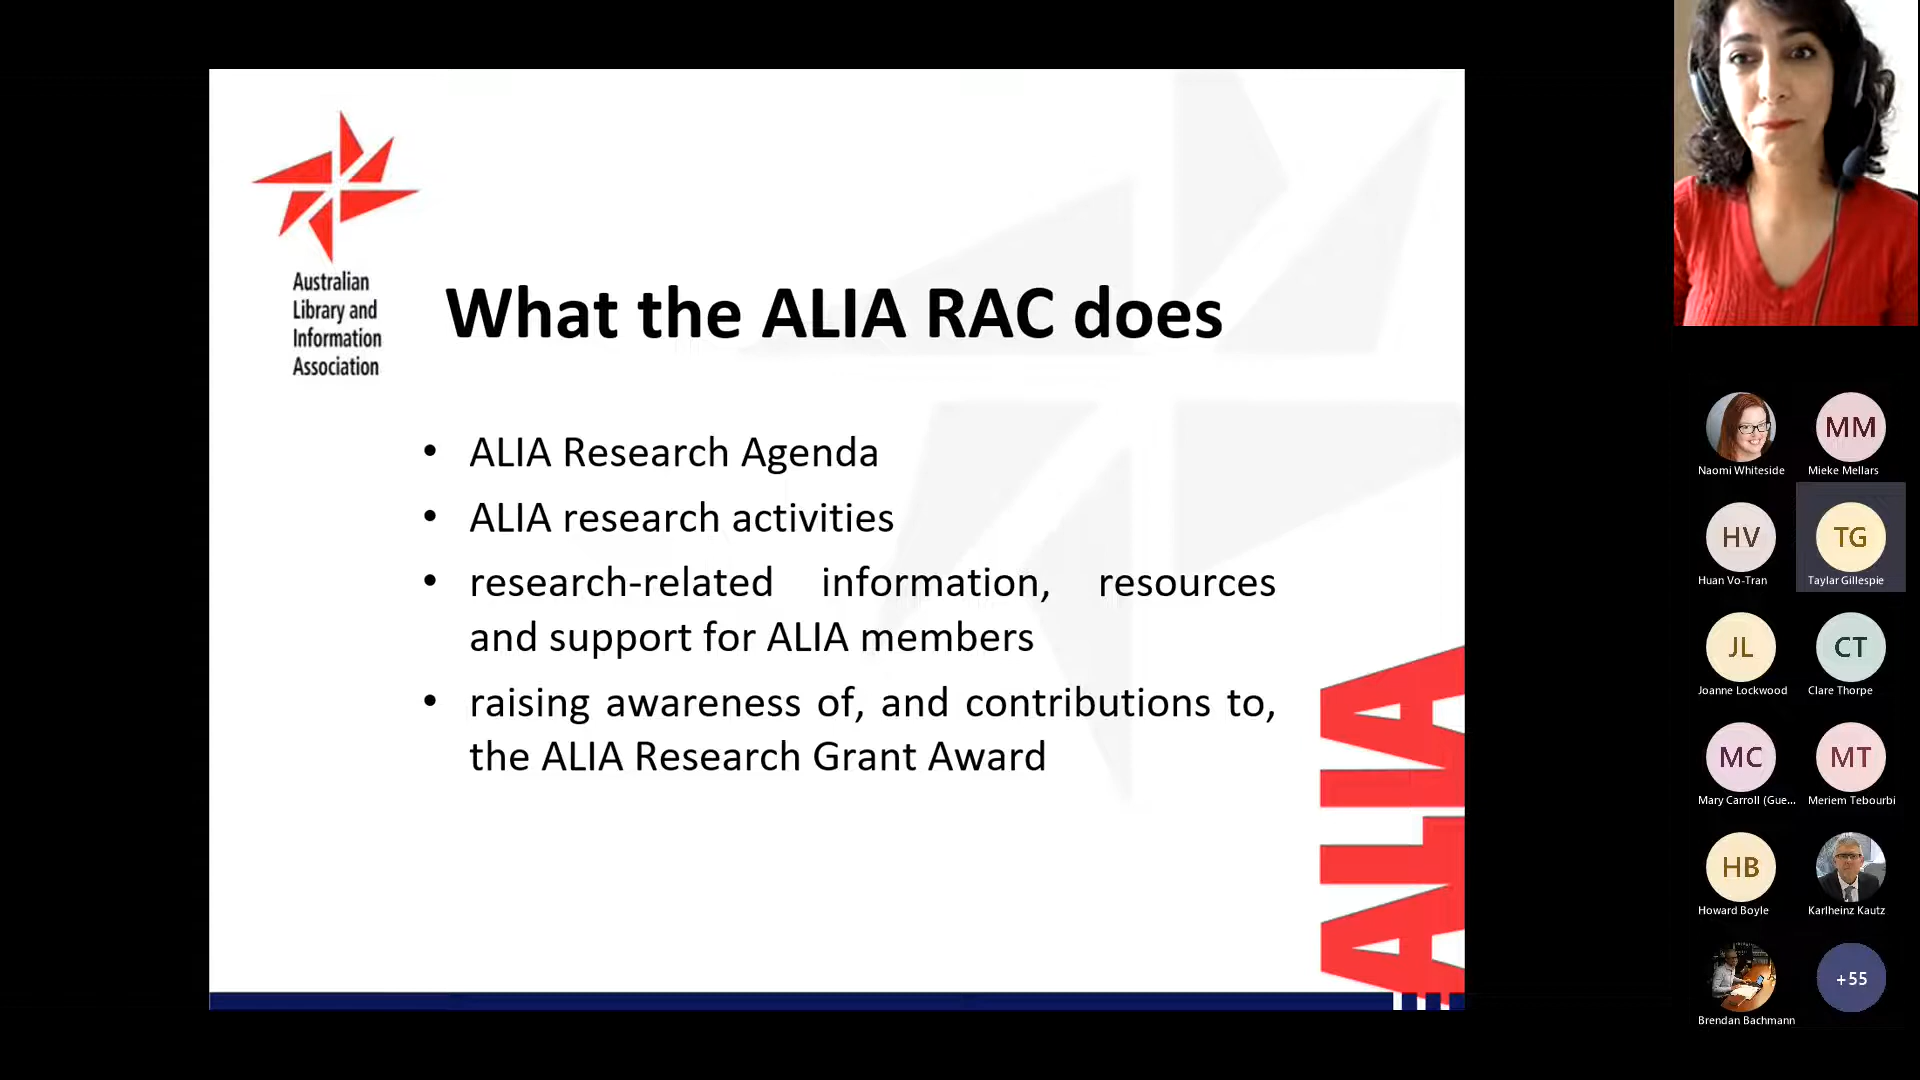 Australian
Library and
Information
Association
What the ALIA RAC does
• ALIA Research Agenda
• ALIA research activities
• research-related information, resources
and support for ALIA members
• raising awareness of, and contributions to,
the ALIA Research Grant Award
ALIA
MM
Naomi Whiteside
Mieke Mellars
HV
TG
Huan Vo-Tran
Taylar Gillespie
JL
CT
Joanne Lockwood
Clare Thorpe
MC
MT
Mary Carroll (Gue...
Meriem Tebourbi
HB
Howard Boyle
Karlheinz Kautz
+55
Brendan Bachmann